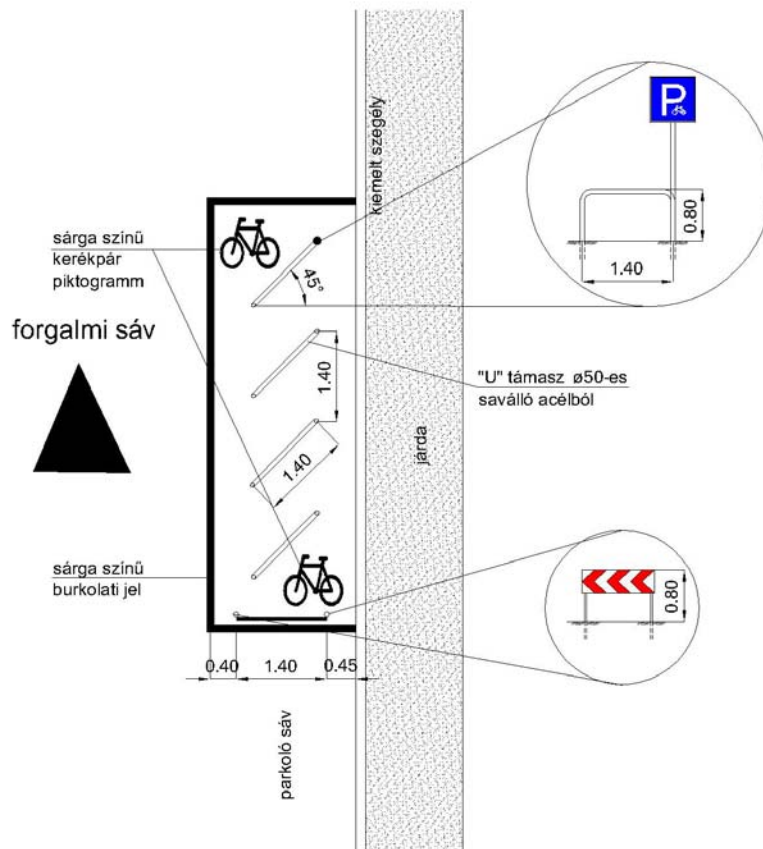 P
kiemelt szegély
0.80
1.40
sárga színű
kerékpár
piktogramm
45°
forgalmi sáv
1.40
"U" támasz ø50-es
saválló acélból
1.40
járda
sárga színű
burkolati jel
0.80
0.40
1.40
0.45
parkoló sáv